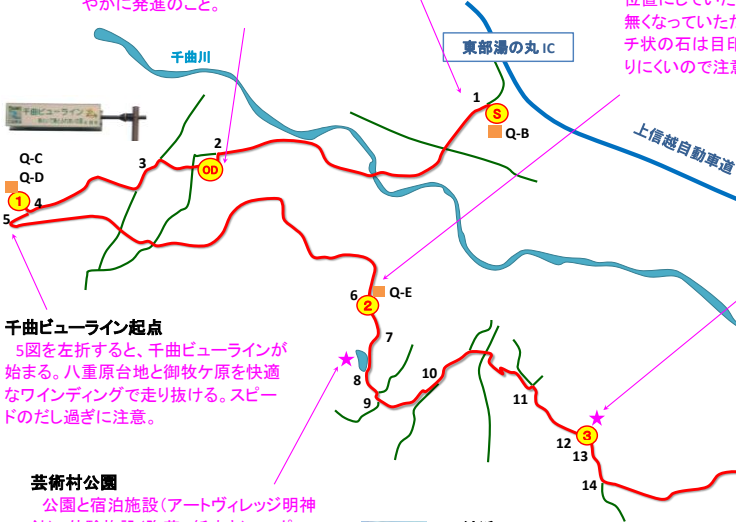 やかに発進のこと。
位置にしていた
無くなっていた
チ状の石は目印
りにくいので注意
東部湯の丸 IC
千曲川
上信越自動車道
千曲ビューライン
1
S
Q-B
2
OD
3
Q-C
Q-D
1
4
5
Q-E
6
2
7
8
9
10
11
12
3
13
14
千曲ビューライン起点
5図を左折すると、千曲ビューラインが
始まる。八重原台地と御牧ケ原を快適
なワインディングで走り抜ける。スピー
ドのだし過ぎに注意。
芸術村公園
公園と宿泊施設(アートヴィレッジ明神